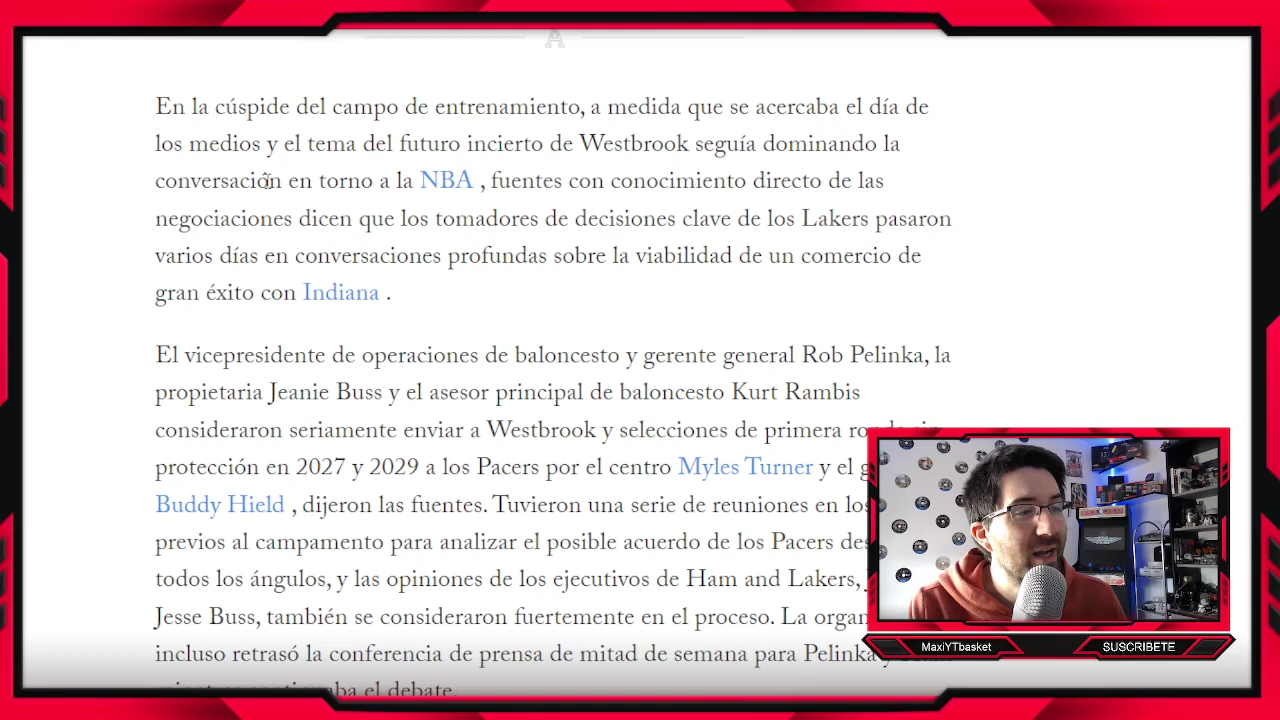 En la cúspide del campo de entrenamiento, a medida que se acercaba el día de
los medios y el tema del futuro incierto de Westbrook seguía dominando la
conversación en torno a la NBA , fuentes con conocimiento directo de las
negociaciones dicen que los tomadores de decisiones clave de los Lakers pasaron
varios días en conversaciones profundas sobre la viabilidad de un comercio de
gran éxito con Indiana .
El vicepresidente de operaciones de baloncesto y gerente general Rob Pelinka, la
propietaria Jeanie Buss y el asesor principal de baloncesto Kurt Rambis
consideraron seriamente enviar a Westbrook y selecciones de primera
protección en 2027 y 2029 a los Pacers por el centro Myles Turner y el
Buddy Hield , dijeron las fuentes. Tuvieron una serie de reuniones en
previos al campamento para analizar el posible acuerdo de los Pacers
todos los ángulos, y las opiniones de los ejecutivos de Ham and Lakers,
Jesse Buss, también se consideraron fuertemente en el proceso. La
incluso retrasó la conferencia de prensa de mitad de semana para Pelinka
el debate.
MaxiYTbasket
SUSCRIBETE